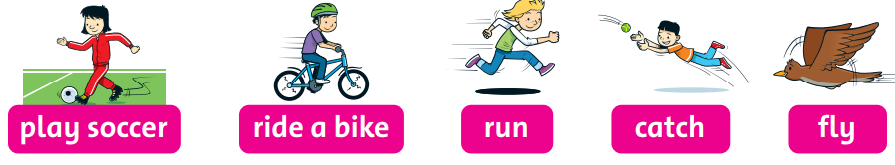 play soccer
ride a bike
run
catch
fly